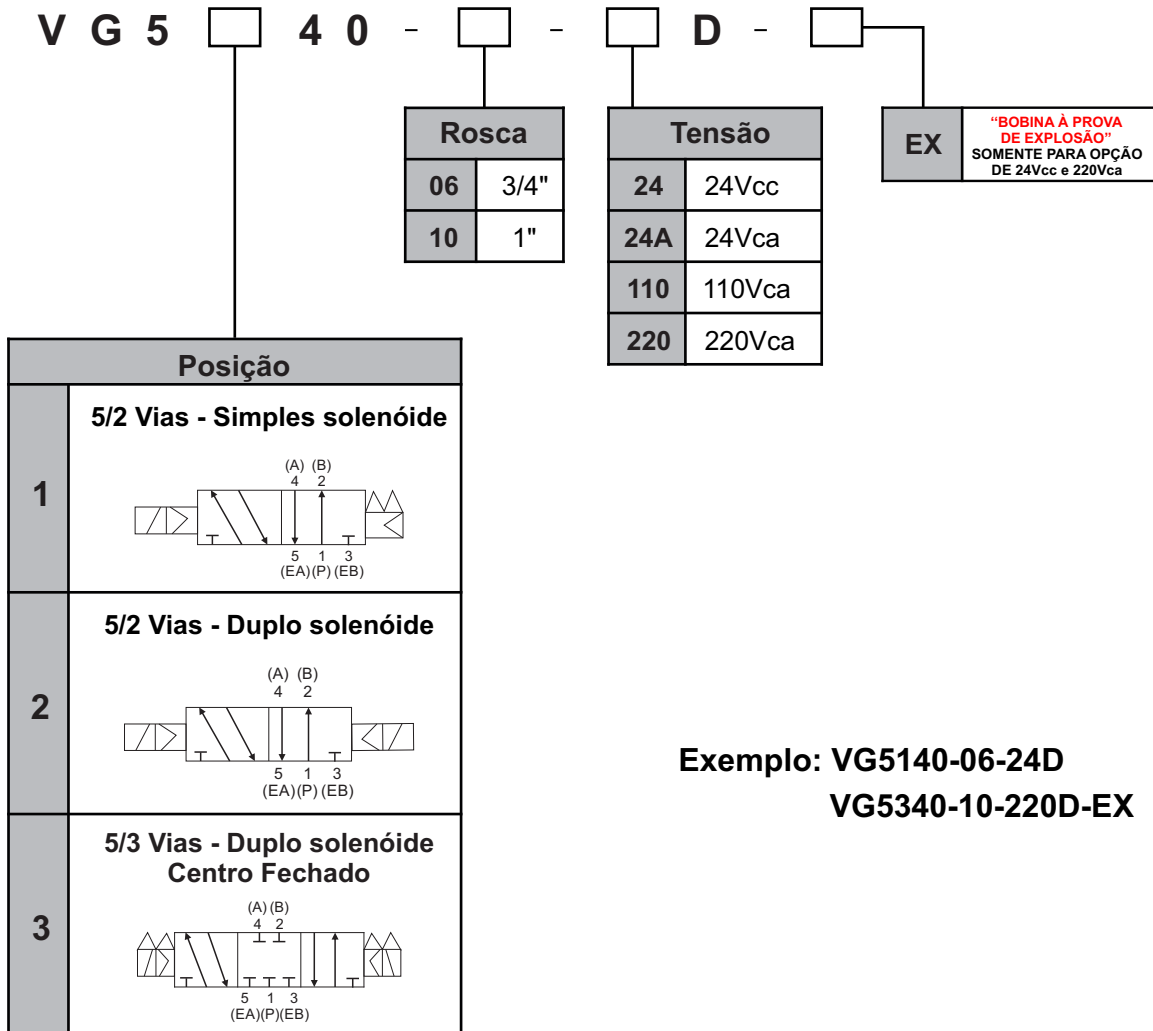 V G 5 4 0 - - D -
Rosca
06 3/4"
10 1"
Tensão
24 24Vcc
24A 24Vca
110 110Vca
220 220Vca
EX
“BOBINA À PROVA
DE EXPLOSÃO”
SOMENTE PARA OPÇÃO
DE 24Vcc e 220Vca
Posição
1
5/2 Vias - Simples solenóide
(A) (B)
4 2
5 1 3
(EA)(P) (EB)
2
5/2 Vias - Duplo solenóide
(A) (B)
4 2
5 1 3
(EA)(P) (EB)
3
5/3 Vias - Duplo solenóide
Centro Fechado
(A) (B)
4 2
5 1 3
(EA)(P)(EB)
Exemplo: VG5140-06-24D
VG5340-10-220D-EX